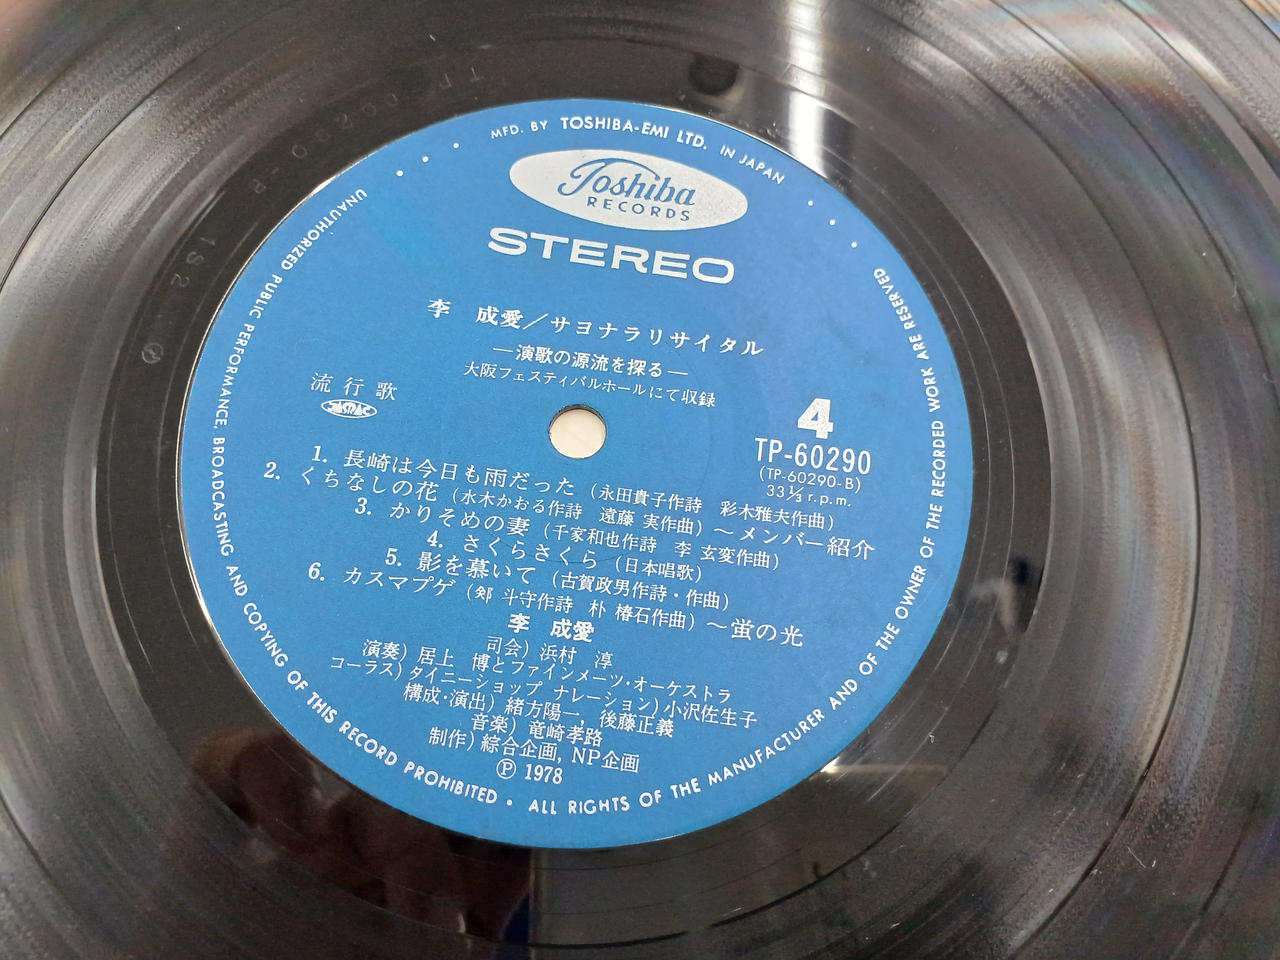 MFD. BY TOSHIBA-EMI LTD. IN JAPAN
Toshiba
RECORDS
STEREO
李 成愛／サヨナラリサイタル
—演歌の源流を探る—
大阪フェスティバルホールにて収録
流行歌
4
TP-60290
(TP-60290-B)
33⅓ r.p.m.
1. 長崎は今日も雨だった (永田貴子作詩 彩木雅夫作曲)
2. くちなしの花 (水木かおる作詩 遠藤 実作曲) ～メンバー紹介
3. かりそめの妻 (千家和也作詩 李 玄変作曲)
4. さくらさくら (日本唱歌)
5. 影を慕いて (古賀政男作詩・作曲)
6. カスマプゲ (斗守作詩 朴 椿石作曲) ～蛍の光
李 成愛
司会) 浜村 淳
演奏) 居上 博とファインメーツ・オーケストラ
コーラス) タイニーショップ ナレーション) 小沢佐生子
構成・演出) 緒方陽一, 後藤正義
音楽) 竜崎孝路
制作) 綜合企画, NP企画
Ⓟ 1978
UNAUTHORIZED PUBLIC PERFORMANCE, BROADCASTING AND COPYING OF THIS RECORD PROHIBITED • ALL RIGHTS OF THE MANUFACTURER AND OF THE OWNER OF THE RECORDED WORK ARE RESERVED
1S2